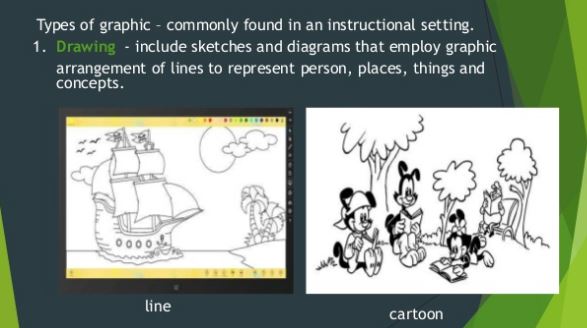 Types of graphic – commonly found in an instructional setting.
1. Drawing - include sketches and diagrams that employ graphic
arrangement of lines to represent person, places, things and
concepts.
line
cartoon